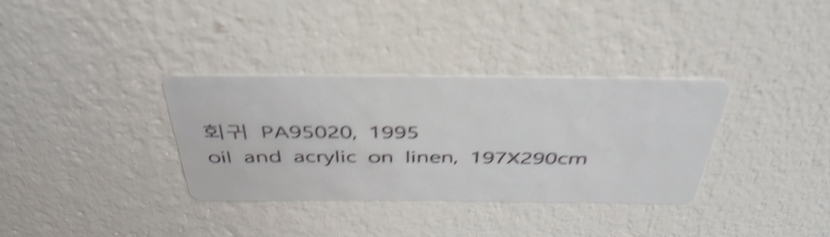 회귀 PA95020, 1995
oil and acrylic on linen, 197X290cm